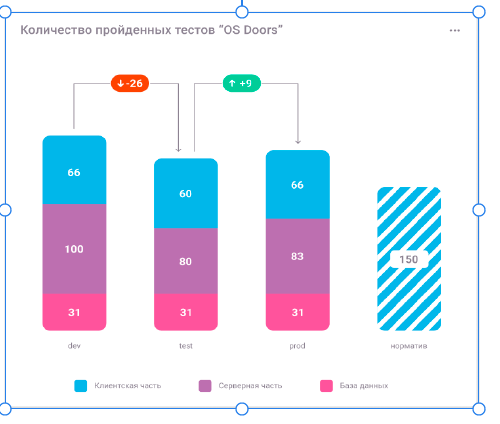 Количество пройденных тестов “OS Doors”
-26
+9
66
60
66
100
80
83
150
31
31
31
dev
test
prod
норматив
Клиентская часть
Серверная часть
База данных